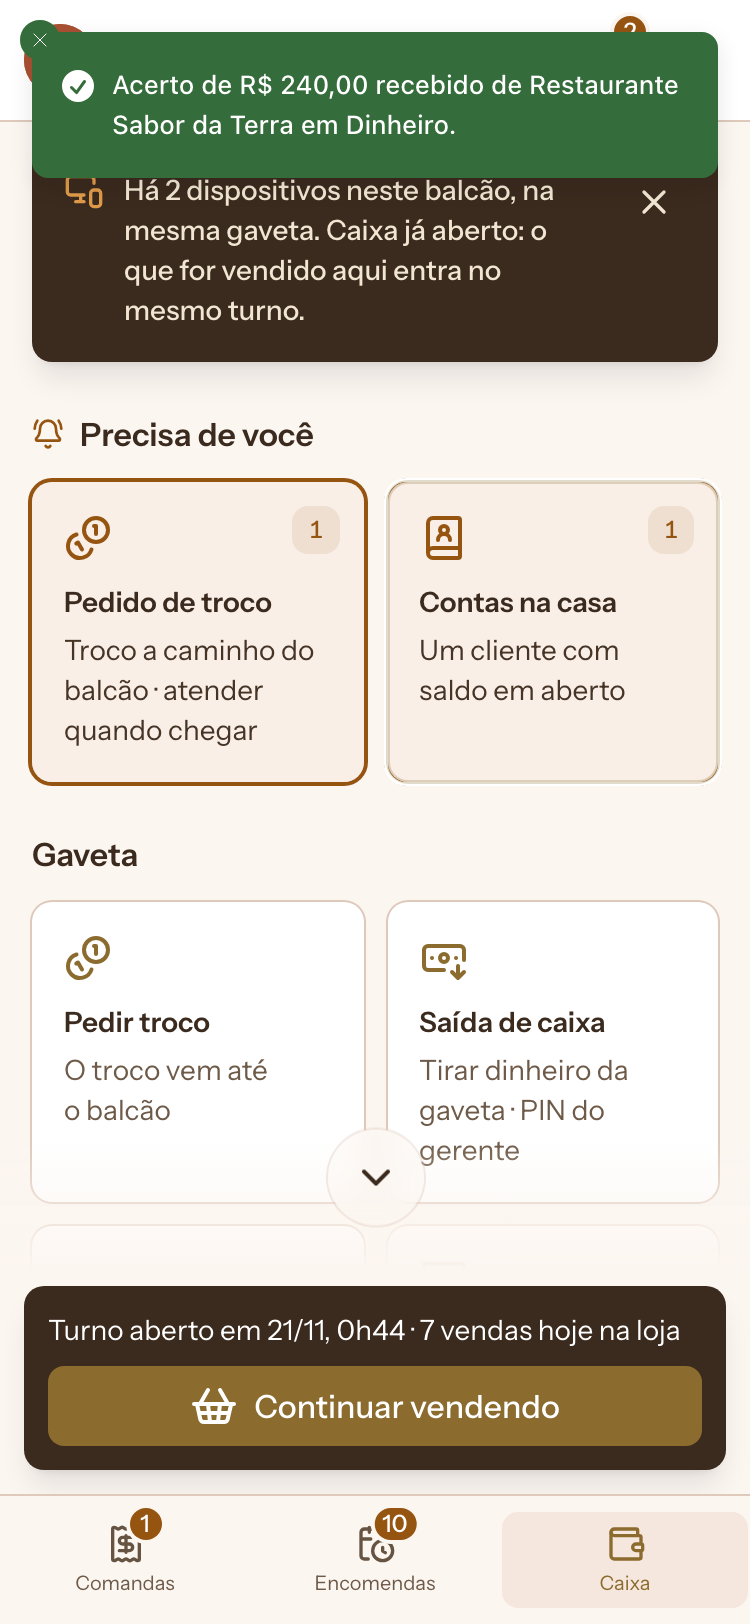 Acerto de R$ 240,00 recebido de Restaurante
Sabor da Terra em Dinheiro.
Há 2 dispositivos neste balcão, na
mesma gaveta. Caixa já aberto: o
que for vendido aqui entra no
mesmo turno.
Precisa de você
1
Pedido de troco
Troco a caminho do
balcão · atender
quando chegar
1
Contas na casa
Um cliente com
saldo em aberto
Gaveta
Pedir troco
O troco vem até
o balcão
Saída de caixa
Tirar dinheiro da
gaveta · PIN do
gerente
Turno aberto em 21/11, 0h44 · 7 vendas hoje na loja
Continuar vendendo
1
Comandas
10
Encomendas
Caixa